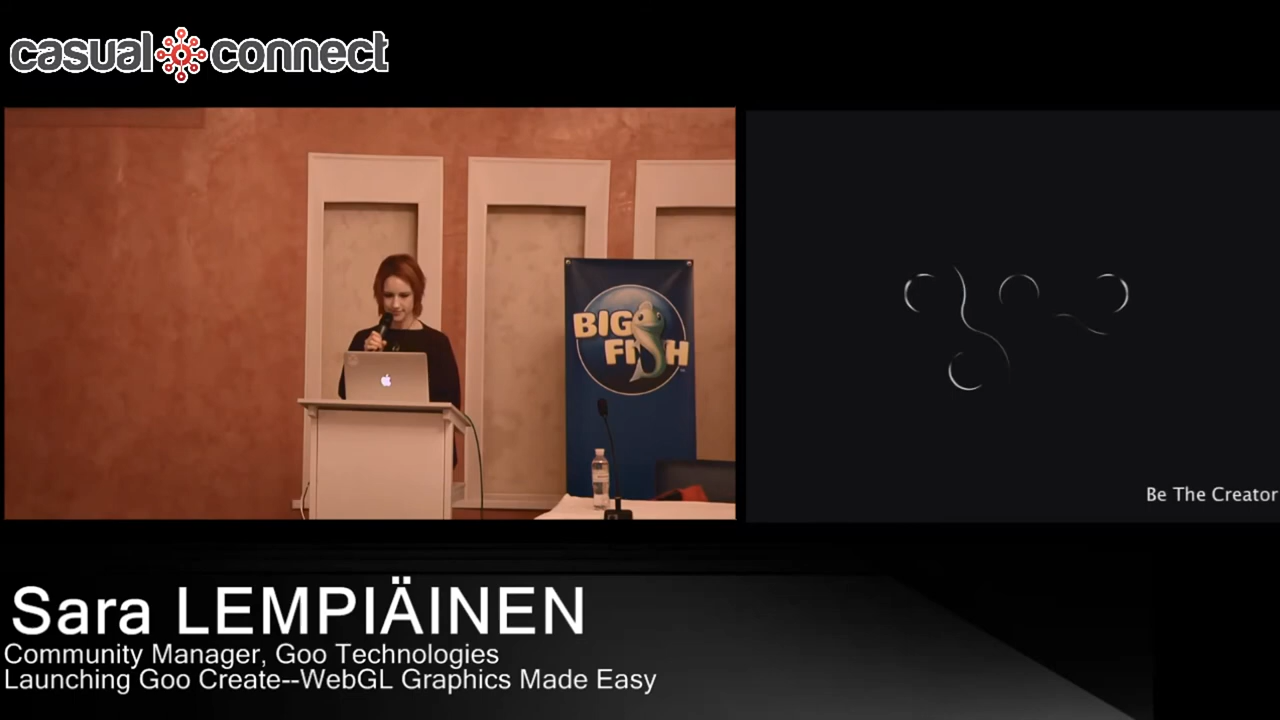 casual connect
BIG
FISH
Be The Creator
Sara LEMPIÄINEN
Community Manager, Goo Technologies
Launching Goo Create--WebGL Graphics Made Easy